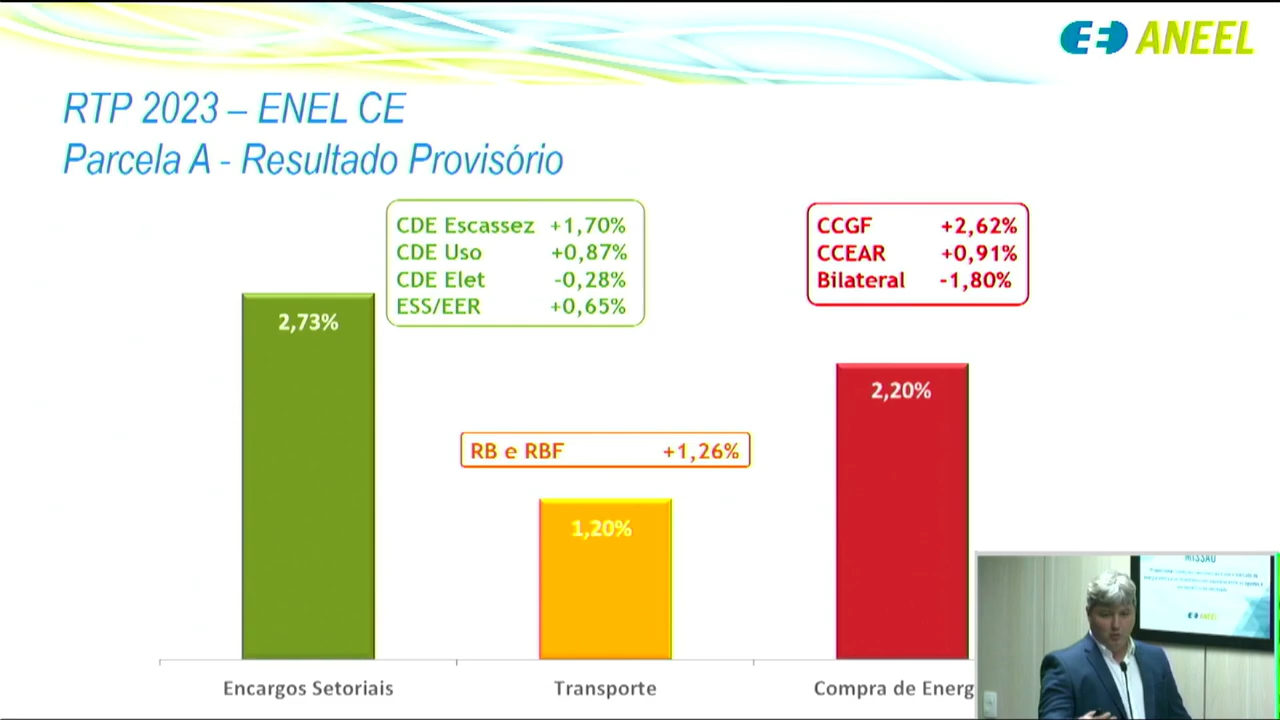 ANEEL
RTP 2023 – ENEL CE
Parcela A - Resultado Provisório
CDE Escassez +1,70%
CDE Uso +0,87%
CDE Elet -0,28%
ESS/EER +0,65%
CCGF +2,62%
CCEAR +0,91%
Bilateral -1,80%
2,73%
2,20%
RB e RBF +1,26%
1,20%
Encargos Setoriais
Transporte
Compra de Energ
MISSÃO
ANEEL